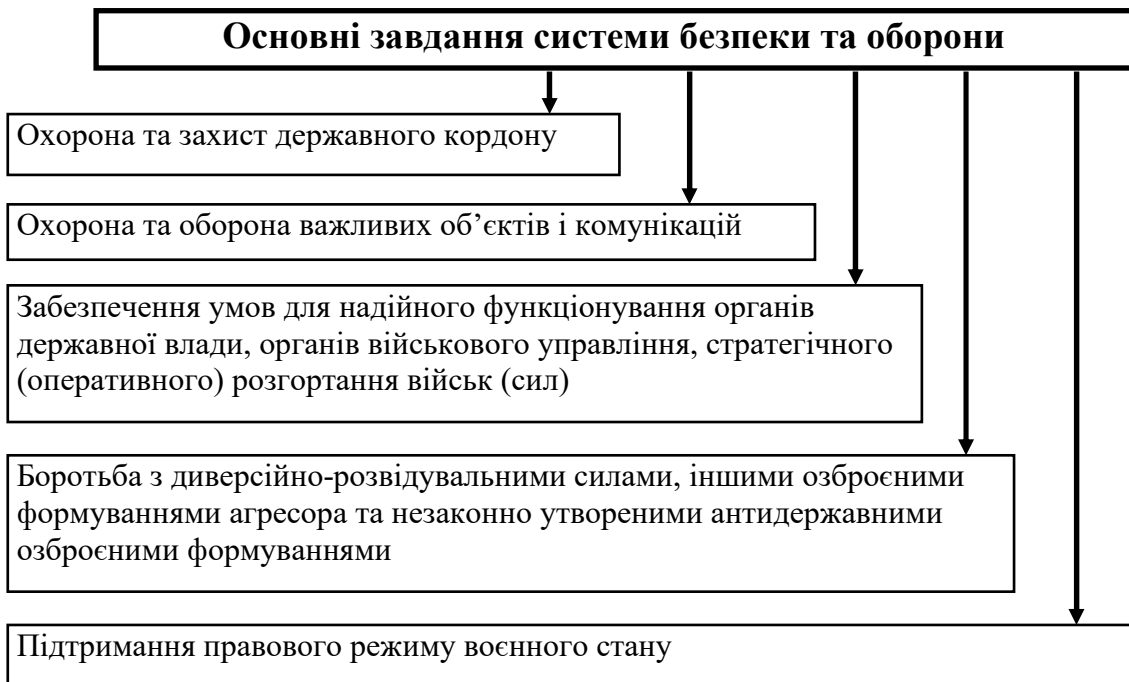 Основні завдання системи безпеки та оборони
Охорона та захист державного кордону
Охорона та оборона важливих об’єктів і комунікацій
Забезпечення умов для надійного функціонування органів
державної влади, органів військового управління, стратегічного
(оперативного) розгортання військ (сил)
Боротьба з диверсійно-розвідувальними силами, іншими озброєними
формуваннями агресора та незаконно утвореними антидержавними
озброєними формуваннями
Підтримання правового режиму воєнного стану